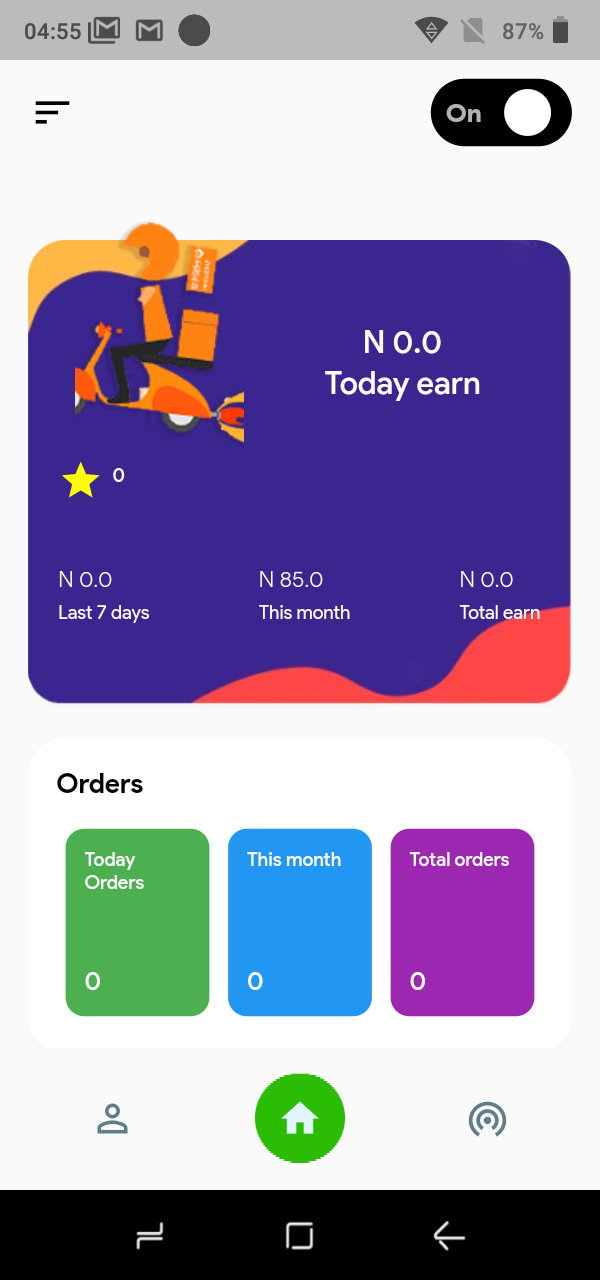 04:55
87%
On
N 0.0
Today earn
0
N 0.0
N 85.0
N 0.0
Last 7 days
This month
Total earn
Orders
Today
Orders
This month
Total orders
0
0
0